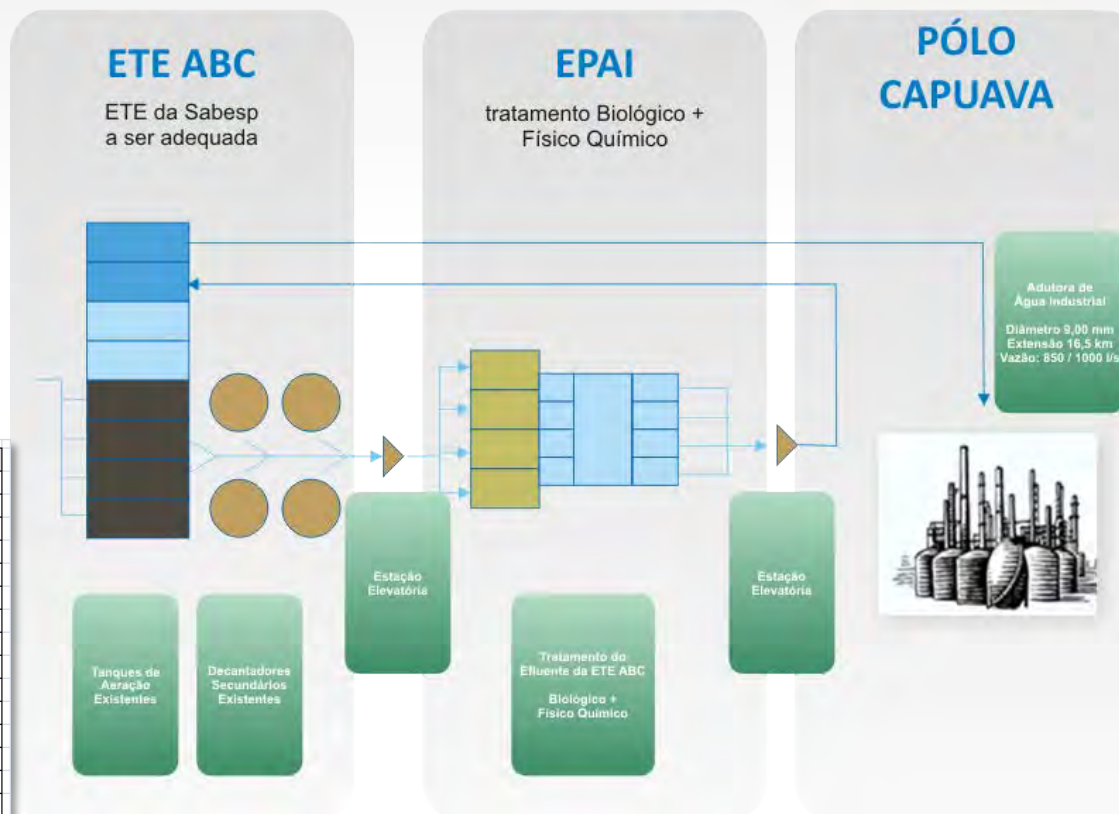 ETE ABC
ETE da Sabesp
a ser adequada
EPAI
tratamento Biológico +
Físico Químico
PÓLO
CAPUAVA
Adutora de
Água Industrial
Diâmetro 9,00 mm
Extensão 16,5 km
Vazão: 850 / 1000 l/s
Estação
Elevatória
Estação
Elevatória
Tanques de
Aeração
Existentes
Decantadores
Secundários
Existentes
Tratamento do
Efluente da ETE ABC
Biológico +
Físico Químico